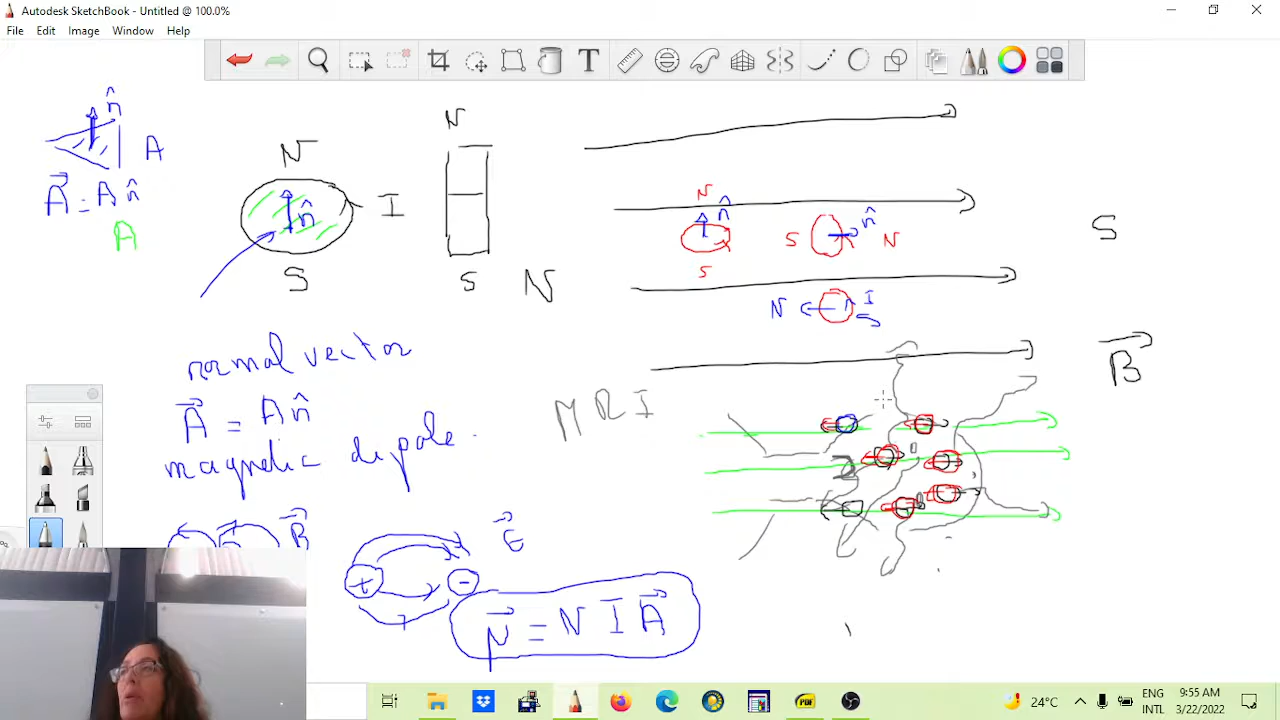 Autodesk SketchBook - Untitled @ 100.0%
File Edit Image Window Help
T
n̂
A
A⃗ = A n̂
A
N
n̂
I
S
N
S
N
N
n̂
S
S
n̂
N
N
I
S
S
B⃗
normal vector
A⃗ = A n̂
magnetic dipole
MRI
B⃗
+
-
E⃗
μ⃗ = N I A⃗
PDF
24°C
ENG
INTL
9:55 AM
3/22/2022